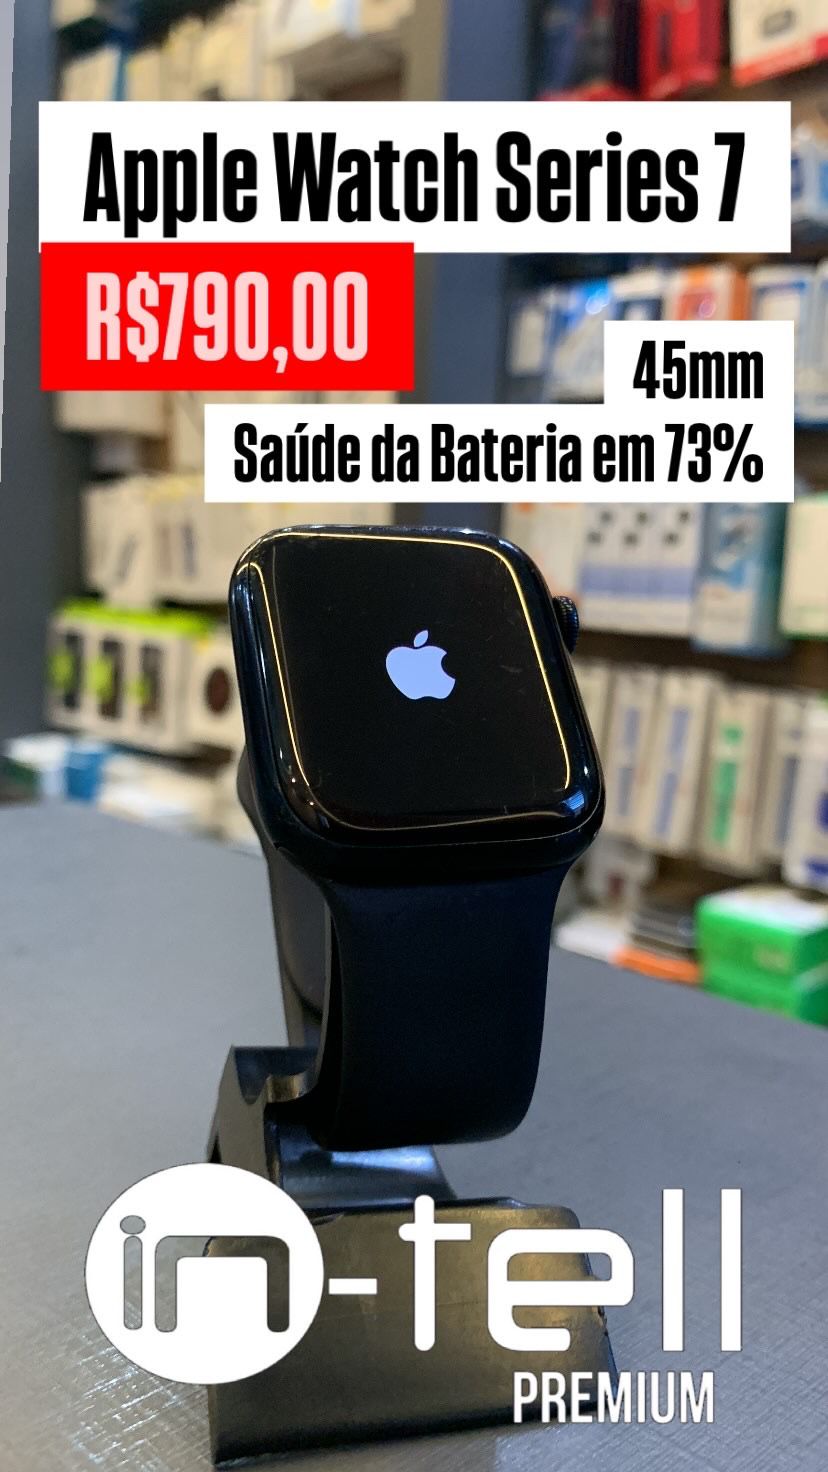 Apple Watch Series 7
R$790,00
45mm
Saúde da Bateria em 73%
in-tell
PREMIUM